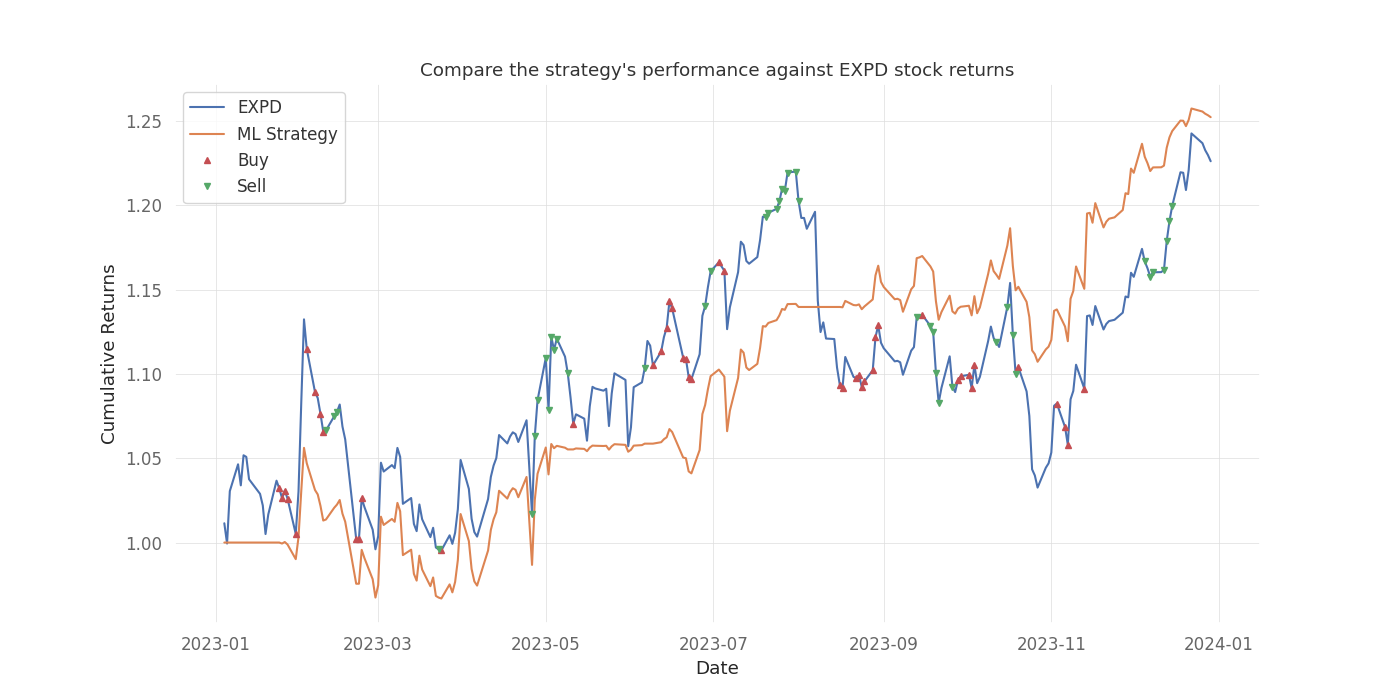 Compare the strategy's performance against EXPD stock returns
EXPD
ML Strategy
Buy
Sell
1.25
1.20
1.15
1.10
1.05
1.00
Cumulative Returns
2023-01
2023-03
2023-05
2023-07
2023-09
2023-11
2024-01
Date